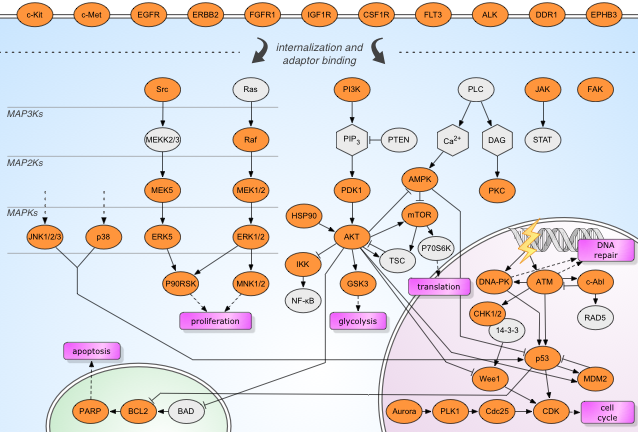 c-Kit c-Met EGFR ERBB2 FGFR1 IGF1R CSF1R FLT3 ALK DDR1 EPHB3
internalization and
adaptor binding
Src Ras PI3K PLC JAK FAK
MAP3Ks
MEKK2/3 Raf PIP3 PTEN Ca2+ DAG STAT
MAP2Ks
MEK5 MEK1/2 PDK1 AMPK PKC
MAPKs
HSP90 mTOR
JNK1/2/3 p38 ERK5 ERK1/2 AKT P70S6K
DNA
repair
IKK TSC
P90RSK MNK1/2 GSK3 translation DNA-PK ATM c-Abl
NF-κB
proliferation glycolysis CHK1/2 RAD5
14-3-3
apoptosis p53
Wee1 MDM2
PARP BCL2 BAD Aurora PLK1 Cdc25 CDK
cell
cycle